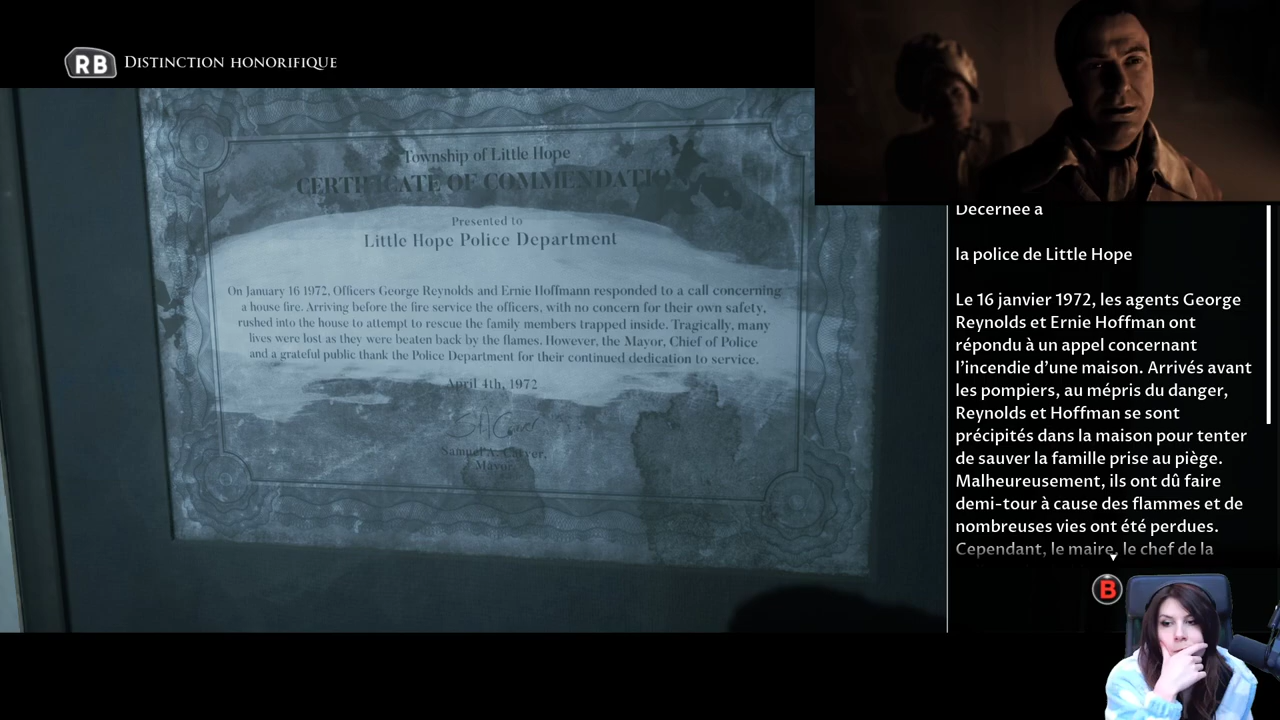 RB DISTINCTION HONORIFIQUE
Township of Little Hope
CERTIFICATE OF COMMENDATIO
Presented to
Little Hope Police Department
On January 16 1972, Officers George Reynolds and Ernie Hoffmann responded to a call concerning
a house fire. Arriving before the fire service the officers, with no concern for their own safety,
rushed into the house to attempt to rescue the family members trapped inside. Tragically, many
lives were lost as they were beaten back by the flames. However, the Mayor, Chief of Police
and a grateful public thank the Police Department for their continued dedication to service.
April 4th, 1972
Samuel A. Carver,
Mayor
Décernée à
la police de Little Hope
Le 16 janvier 1972, les agents George
Reynolds et Ernie Hoffman ont
répondu à un appel concernant
l'incendie d'une maison. Arrivés avant
les pompiers, au mépris du danger,
Reynolds et Hoffman se sont
précipités dans la maison pour tenter
de sauver la famille prise au piège.
Malheureusement, ils ont dû faire
demi-tour à cause des flammes et de
nombreuses vies ont été perdues.
Cependant, le maire, le chef de la
B